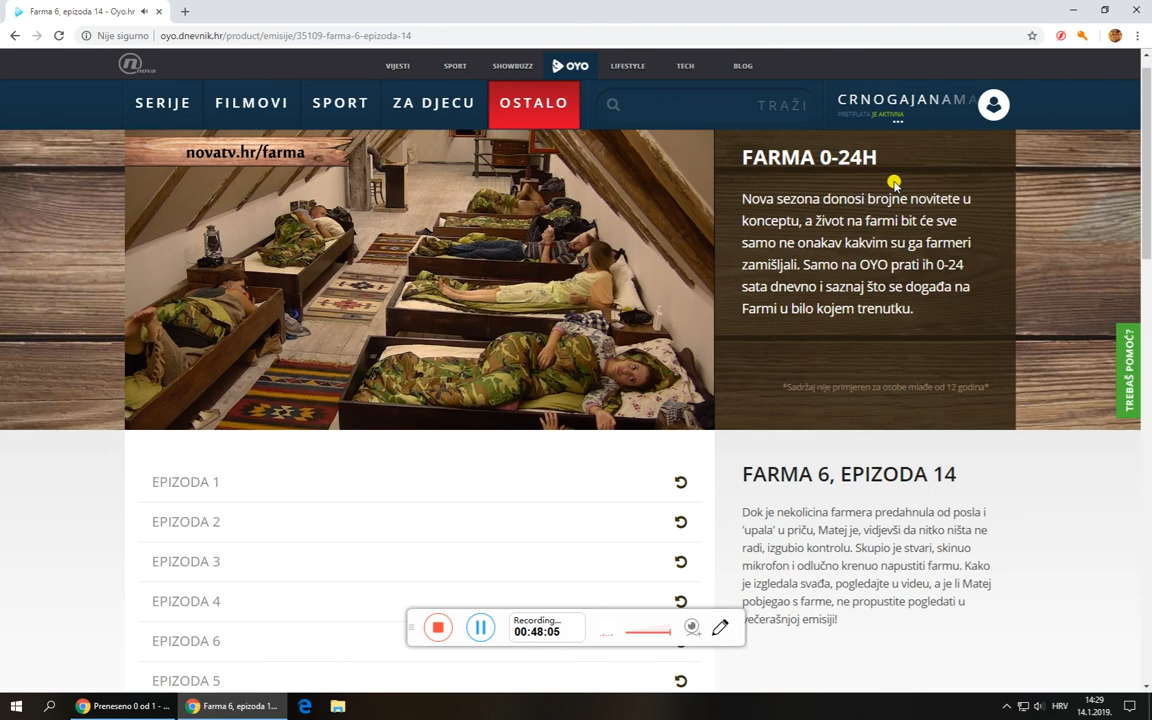 Farma 6, epizoda 14 - Oyo.hr
Nije sigurno
oyo.dnevnik.hr/product/emisije/35109-farma-6-epizoda-14
nova
VIJESTI
SPORT
SHOWBUZZ
OYO
LIFESTYLE
TECH
BLOG
SERIJE
FILMOVI
SPORT
ZA DJECU
OSTALO
TRAŽI
CRNOGAJANAMA
PRETPLATA JE AKTIVNA
novatv.hr/farma
FARMA 0-24H
Nova sezona donosi brojne novitete u
konceptu, a život na farmi bit će sve
samo ne onakav kakvim su ga farmeri
zamišljali. Samo na OYO prati ih 0-24
sata dnevno i saznaj što se događa na
Farmi u bilo kojem trenutku.
*Sadržaj nije primjeren za osobe mlađe od 12 godina*
TREBAŠ POMOĆ?
EPIZODA 1
EPIZODA 2
EPIZODA 3
EPIZODA 4
EPIZODA 6
EPIZODA 5
FARMA 6, EPIZODA 14
Dok je nekolicina farmera predahnula od posla i
'upala' u priču, Matej je, vidjevši da nitko ništa ne
radi, izgubio kontrolu. Skupio je stvari, skinuo
mikrofon i odlučno krenuo napustiti farmu. Kako
je izgledala svađa, pogledajte u videu, a je li Matej
pobjegao s farme, ne propustite pogledati u
večerašnjoj emisiji!
Recording...
00:48:05
Preneseno 0 od 1 - ...
Farma 6, epizoda 1...
HRV
14:29
14.1.2019.